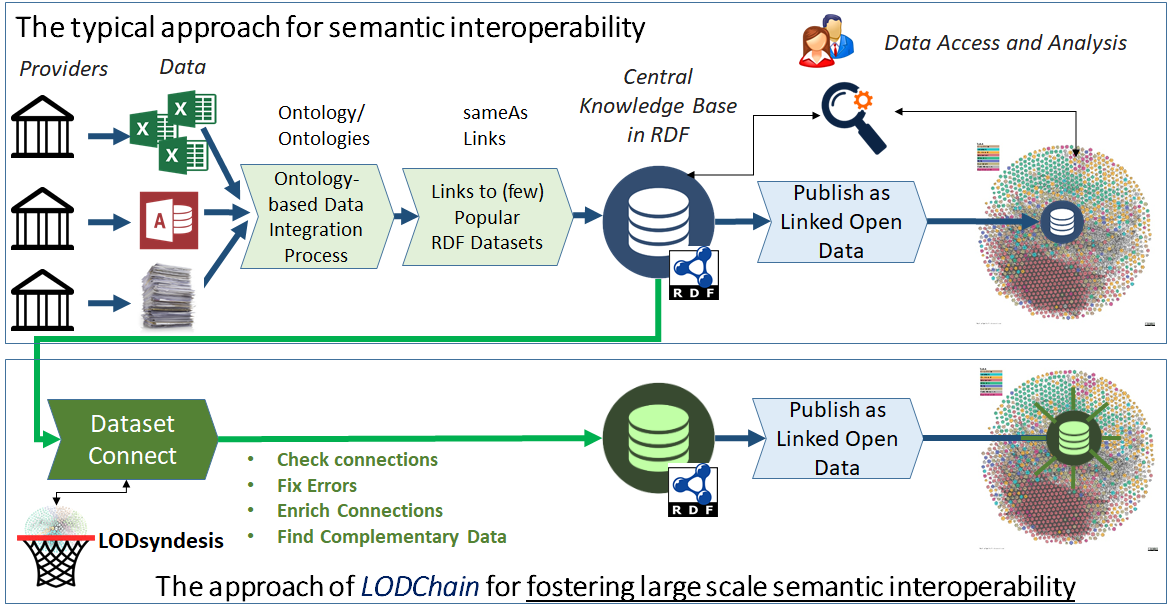 The typical approach for semantic interoperability
Providers
Data
Ontology/
Ontologies
sameAs
Links
Central
Knowledge Base
in RDF
Data Access and Analysis
X
X
X
A
Ontology-
based Data
Integration
Process
Links to (few)
Popular
RDF Datasets
RDF
Publish as
Linked Open
Data
Dataset
Connect
LODsyndesis
• Check connections
• Fix Errors
• Enrich Connections
• Find Complementary Data
RDF
Publish as
Linked Open
Data
The approach of LODChain for fostering large scale semantic interoperability